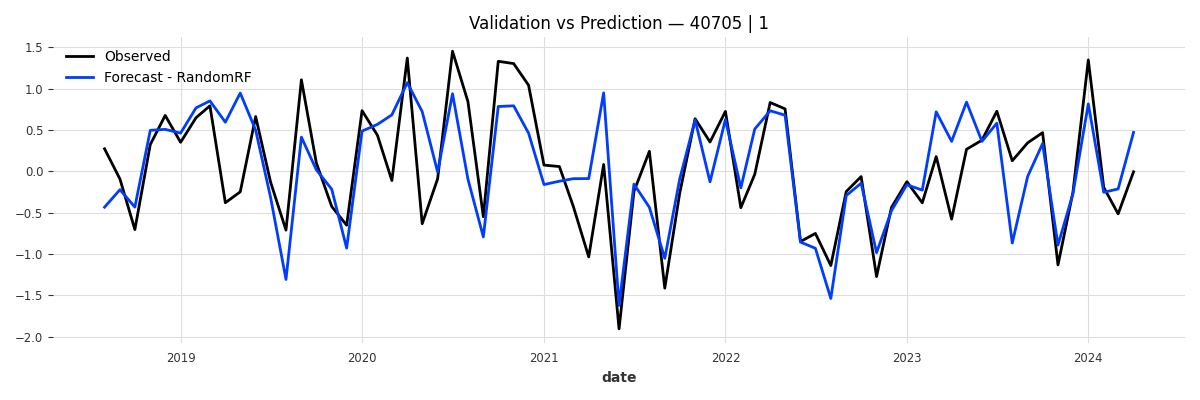 Validation vs Prediction — 40705 | 1
Observed
Forecast - RandomRF
1.5
1.0
0.5
0.0
−0.5
−1.0
−1.5
−2.0
2019 2020 2021 2022 2023 2024
date